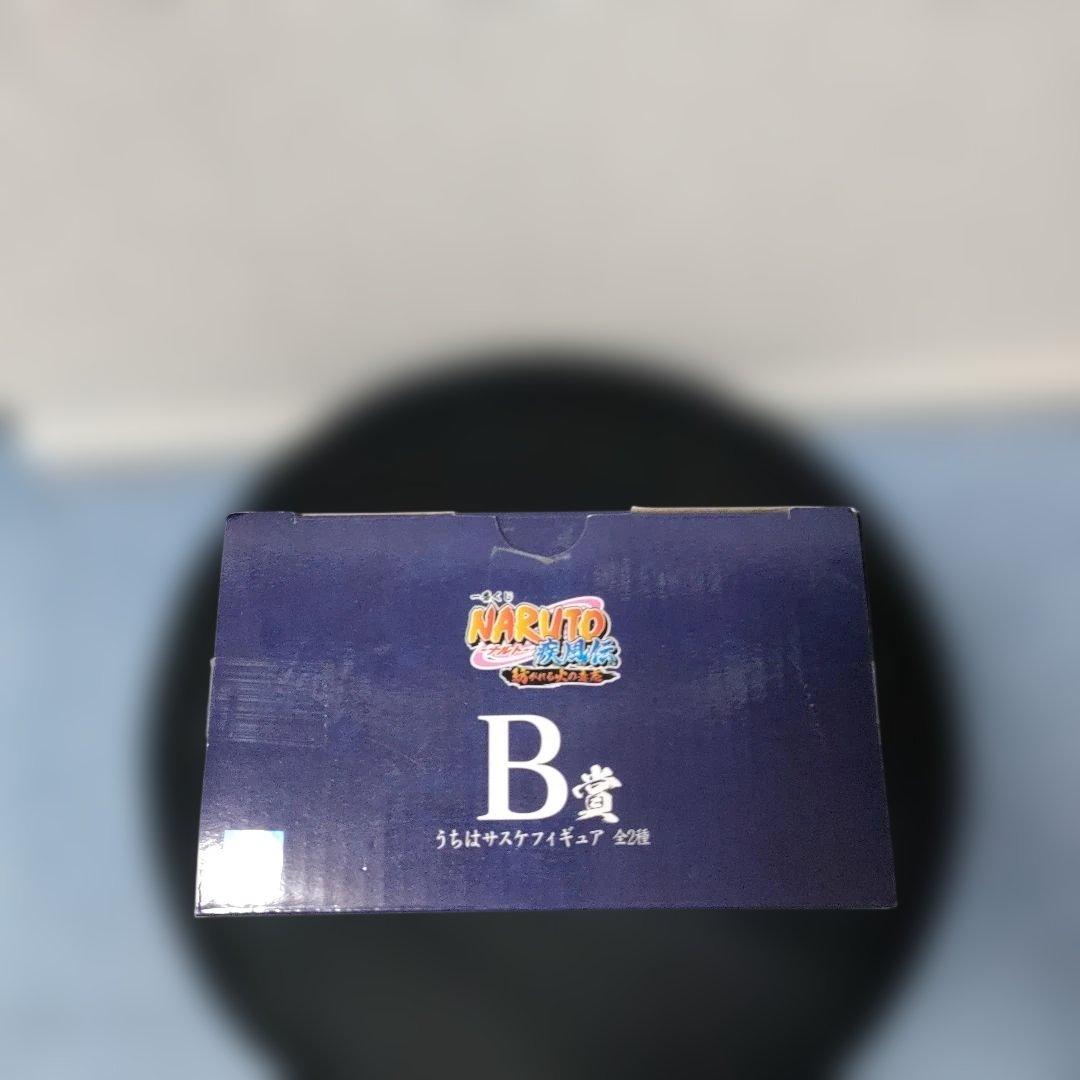 一番くじ
NARUTO
ナルト
疾風伝
紡がれる火の意志
B賞
うちはサスケフィギュア 全2種